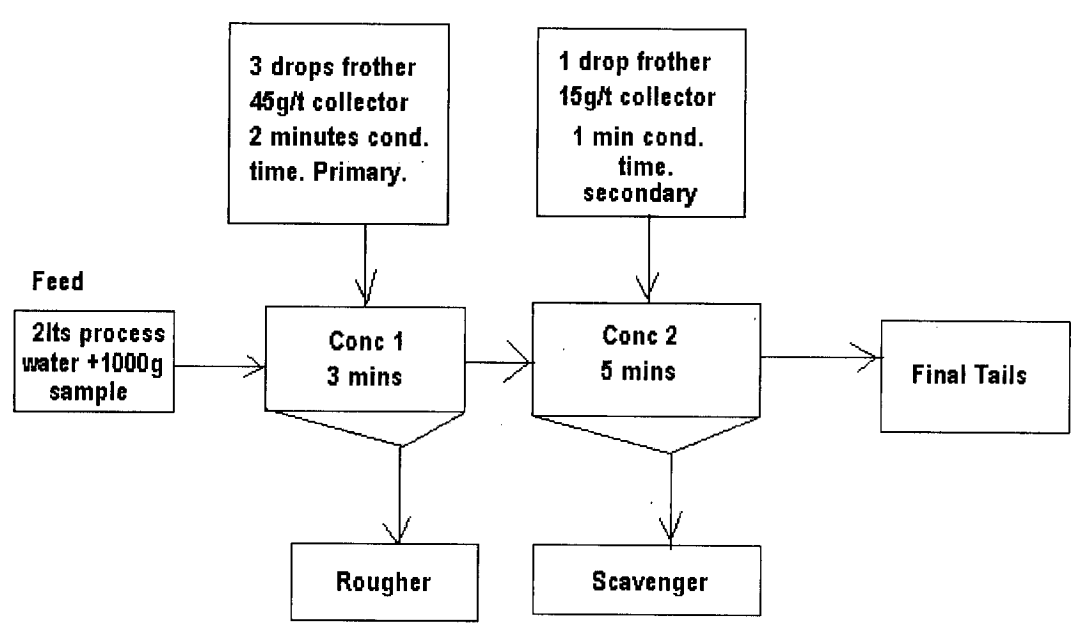 3 drops frother
45g/t collector
2 minutes cond.
time. Primary.
1 drop frother
15g/t collector
1 min cond.
time.
secondary
Feed
2lts process
water +1000g
sample
Conc 1
3 mins
Conc 2
5 mins
Final Tails
Rougher
Scavenger